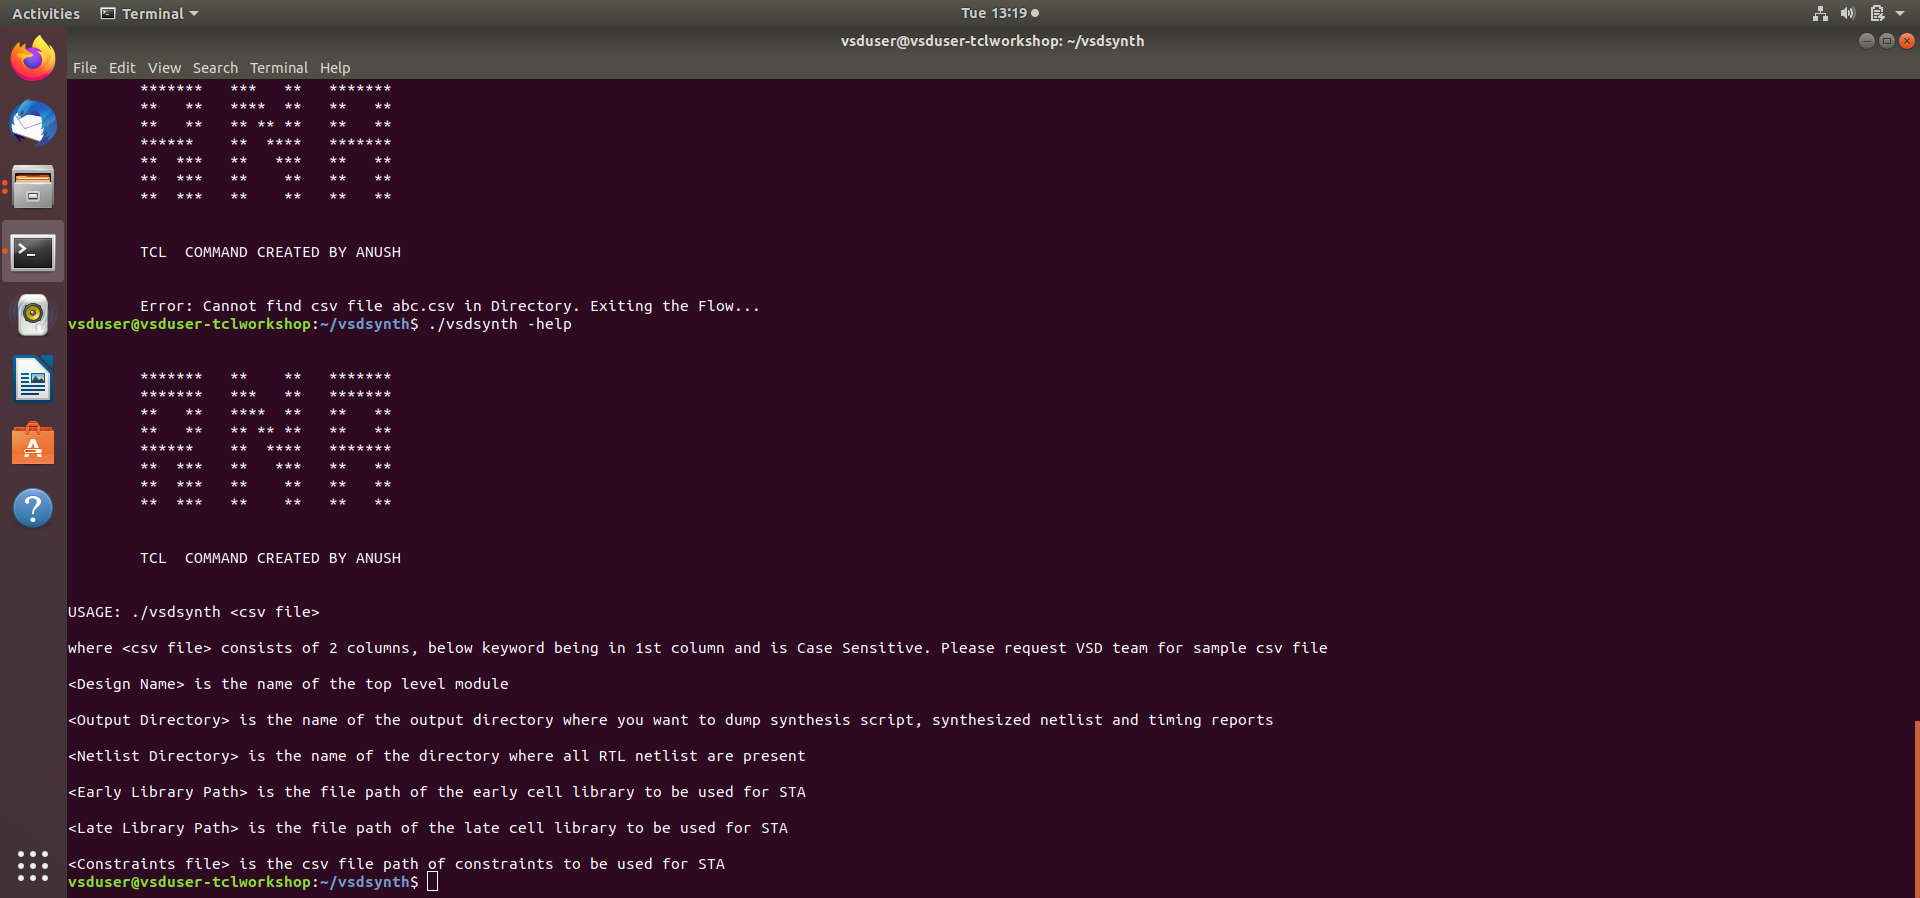 Activities Terminal Tue 13:19
vsduser@vsduser-tclworkshop: ~/vsdsynth
File Edit View Search Terminal Help
*******   ***   **   *******
**   **   ****  **   **   **
**   **   ** ** **   **   **
******    **  ****   *******
**  ***   **   ***   **   **
**  ***   **    **   **   **
**  ***   **    **   **   **
TCL  COMMAND CREATED BY ANUSH
Error: Cannot find csv file abc.csv in Directory. Exiting the Flow...
vsduser@vsduser-tclworkshop:~/vsdsynth$ ./vsdsynth -help
*******   **    **   *******
*******   ***   **   *******
**   **   ****  **   **   **
**   **   ** ** **   **   **
******    **  ****   *******
**  ***   **   ***   **   **
**  ***   **    **   **   **
**  ***   **    **   **   **
TCL  COMMAND CREATED BY ANUSH
USAGE: ./vsdsynth <csv file>
where <csv file> consists of 2 columns, below keyword being in 1st column and is Case Sensitive. Please request VSD team for sample csv file
<Design Name> is the name of the top level module
<Output Directory> is the name of the output directory where you want to dump synthesis script, synthesized netlist and timing reports
<Netlist Directory> is the name of the directory where all RTL netlist are present
<Early Library Path> is the file path of the early cell library to be used for STA
<Late Library Path> is the file path of the late cell library to be used for STA
<Constraints file> is the csv file path of constraints to be used for STA
vsduser@vsduser-tclworkshop:~/vsdsynth$